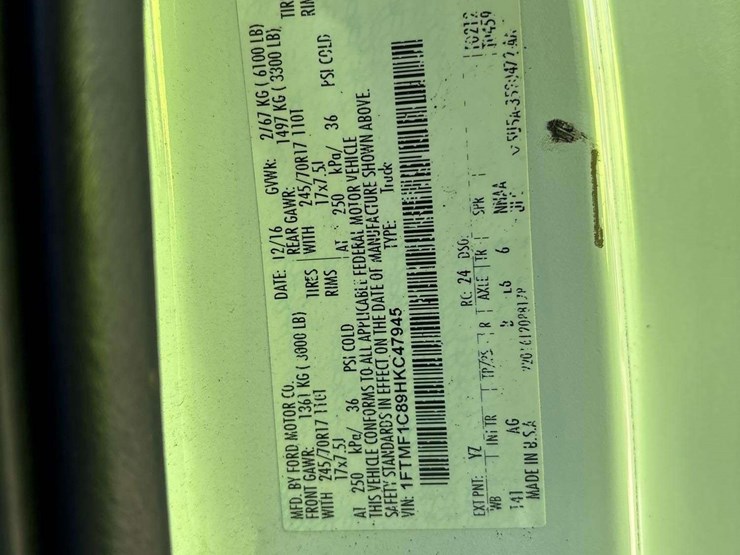 MFD. BY FORD MOTOR CO.
DATE: 12/16 GVWR: 2767 KG ( 6100 LB)
FRONT GAWR: 1361 KG ( 3000 LB) REAR GAWR: 1497 KG ( 3300 LB)
WITH 245/70R17 110T TIRES WITH 245/70R17 110T
17x7.5J RIMS 17x7.5J
AT 250 kPa/ 36 PSI COLD AT 250 kPa/ 36 PSI COLD
THIS VEHICLE CONFORMS TO ALL APPLICABLE FEDERAL MOTOR VEHICLE
SAFETY STANDARDS IN EFFECT ON THE DATE OF MANUFACTURE SHOWN ABOVE.
VIN: 1FTMF1C89HKC47945 TYPE: Truck
EXT PNT: YZ RC: 24 DSO:
WB INT TR TP/PS R AXLE TR SPR
141 AG L6 6
MADE IN U.S.A